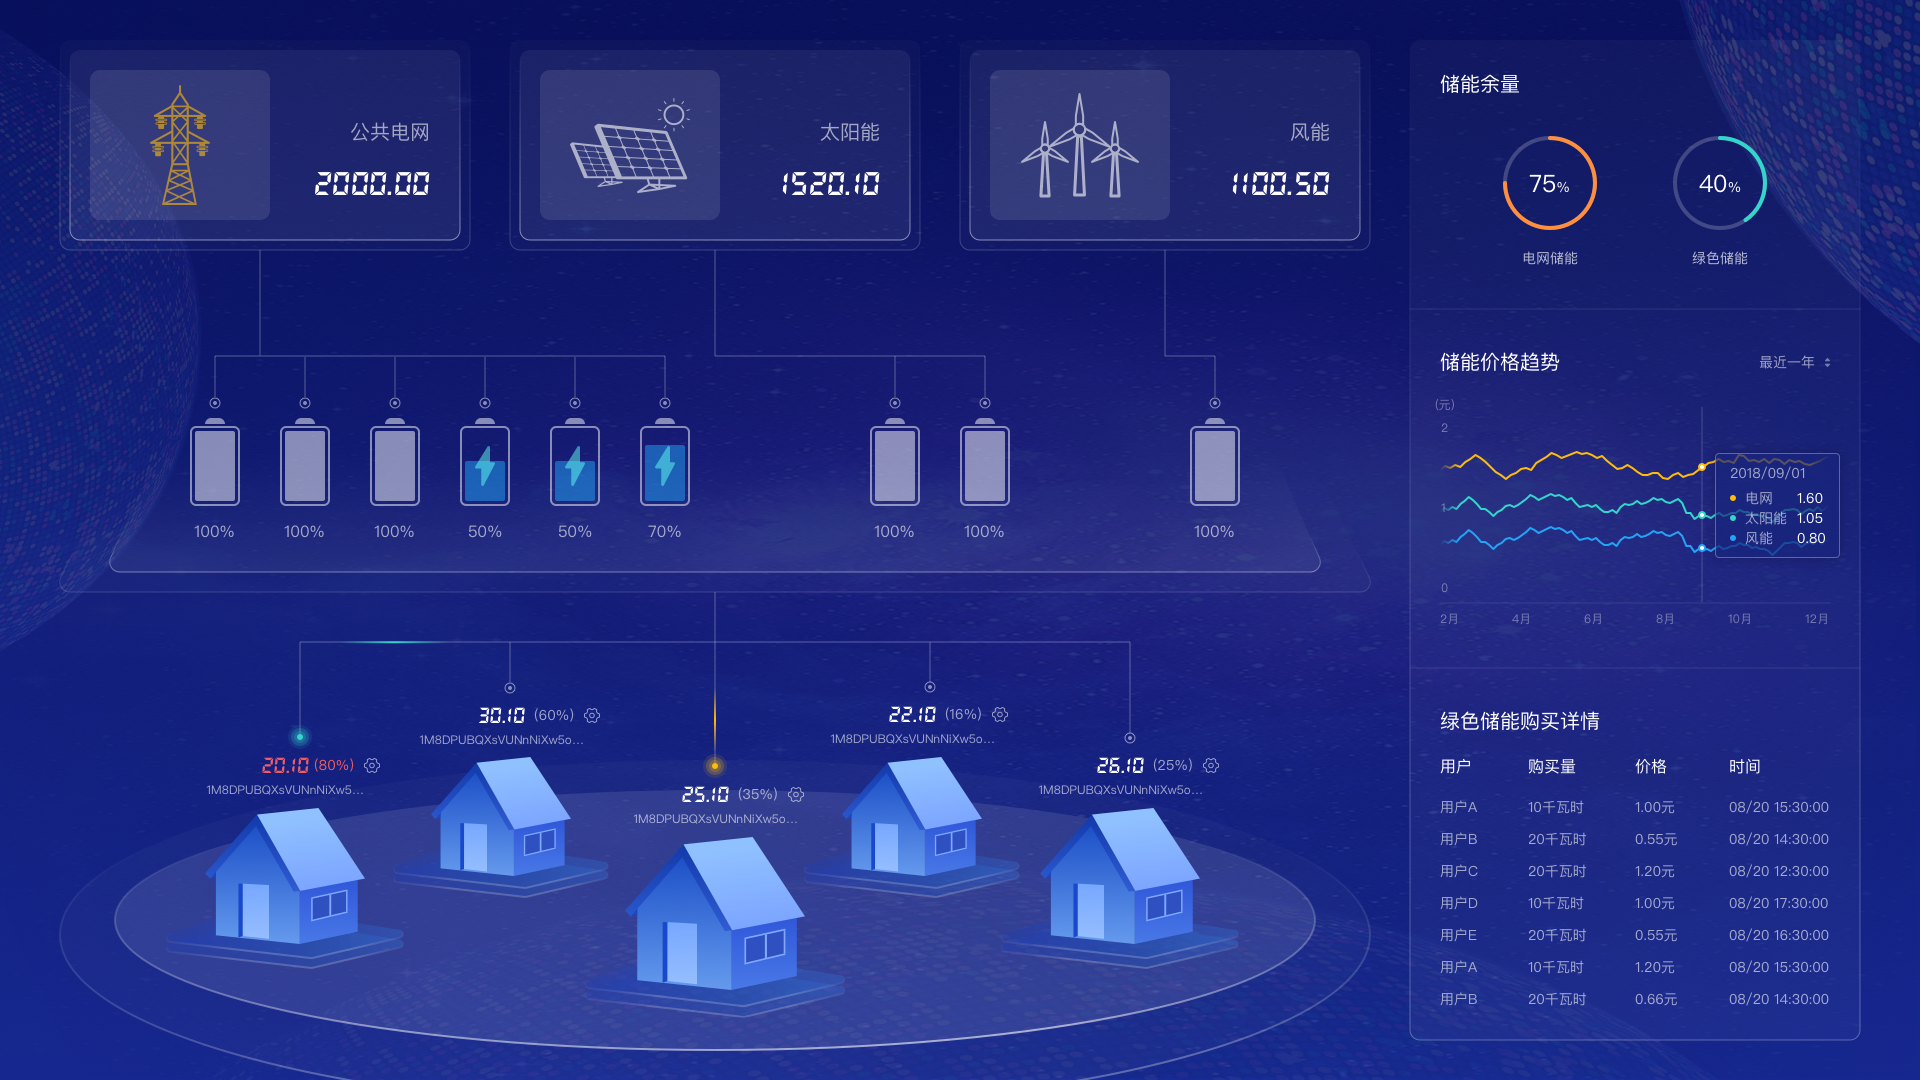 公共电网
2000.00
太阳能
1520.10
风能
1100.50
100%
100%
100%
50%
50%
70%
100%
100%
100%
30.10 (60%)
1M8DPUBQXsVUNnNiXw5o...
22.10 (16%)
1M8DPUBQXsVUNnNiXw5o...
20.10 (80%)
1M8DPUBQXsVUNnNiXw5...
25.10 (35%)
1M8DPUBQXsVUNnNiXw5o...
26.10 (25%)
1M8DPUBQXsVUNnNiXw5o...
储能余量
75%
40%
电网储能
绿色储能
储能价格趋势
最近一年
(元)
2
1
0
2018/09/01
电网 1.60
太阳能 1.05
风能 0.80
2月 4月 6月 8月 10月 12月
绿色储能购买详情
用户 购买量 价格 时间
用户A 10千瓦时 1.00元 08/20 15:30:00
用户B 20千瓦时 0.55元 08/20 14:30:00
用户C 20千瓦时 1.20元 08/20 12:30:00
用户D 10千瓦时 1.00元 08/20 17:30:00
用户E 20千瓦时 0.55元 08/20 16:30:00
用户A 10千瓦时 1.20元 08/20 15:30:00
用户B 20千瓦时 0.66元 08/20 14:30:00